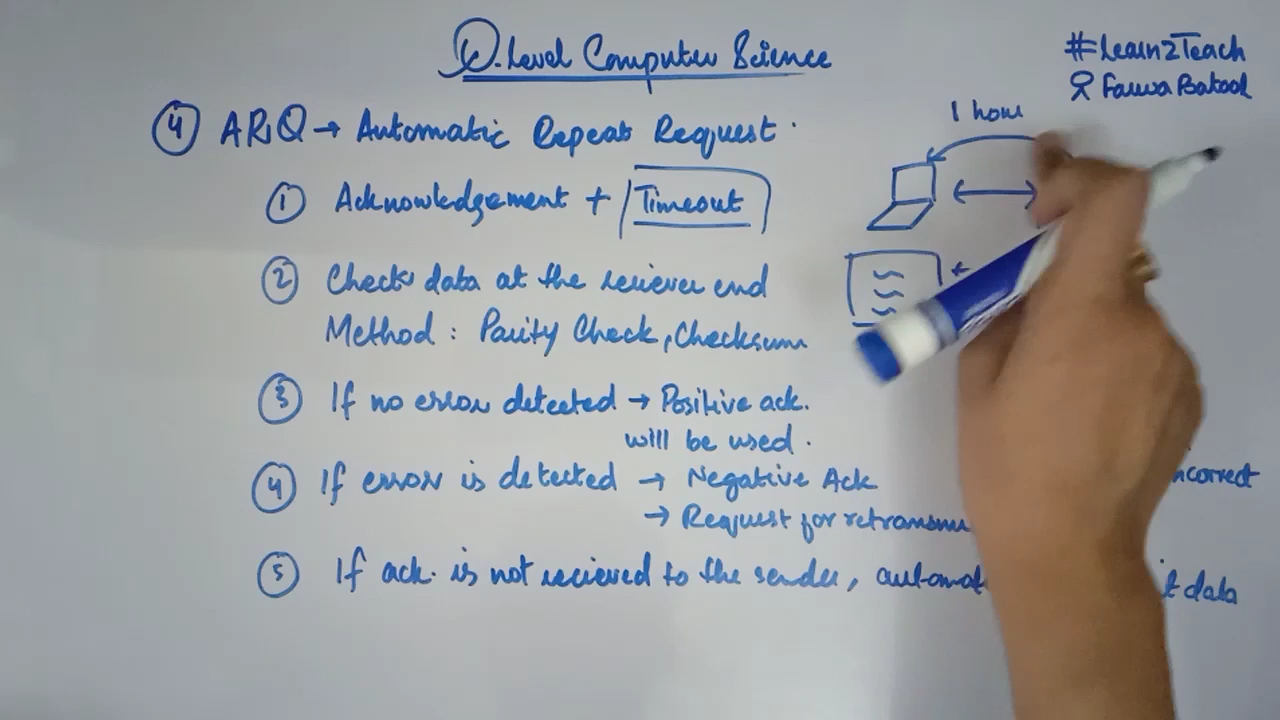 O.Level Computer Science
#Learn2Teach
Fawa Batool
1 hour
④ ARQ → Automatic Repeat Request.
① Acknowledgement + Timeout
② Checks data at the reciever end
Method : Parity Check, Checksum
③ If no error detected → Positive ack.
will be used.
④ If error is detected → Negative Ack
incorrect
→ Request for retransm
⑤ If ack. is not recieved to the sender, automat
data